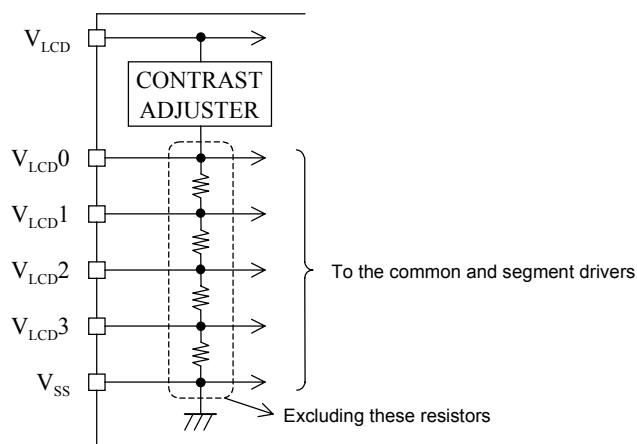 V_LCD
CONTRAST
ADJUSTER
V_LCD0
V_LCD1
V_LCD2
To the common and segment drivers
V_LCD3
V_SS
Excluding these resistors